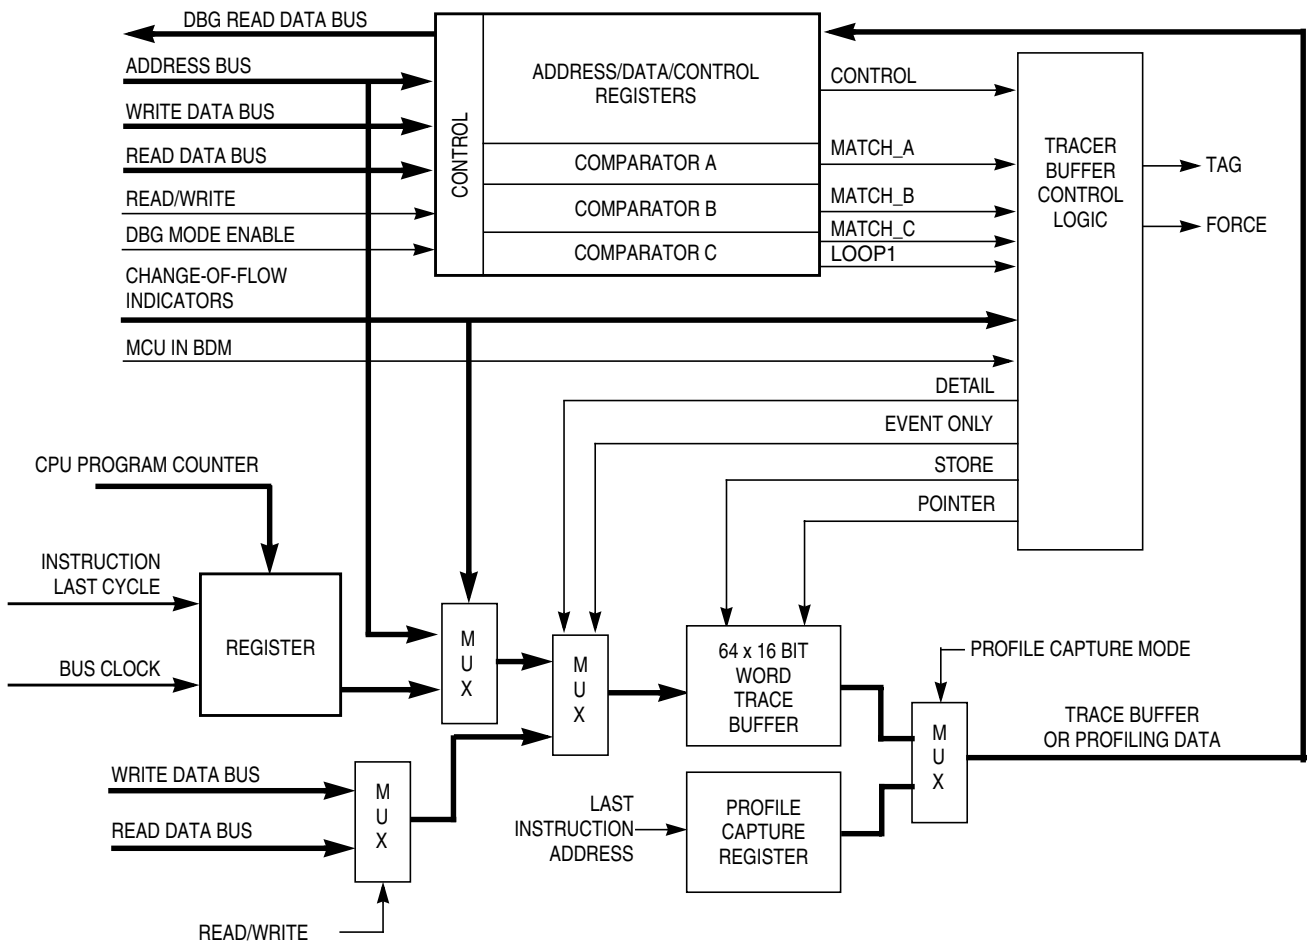 DBG READ DATA BUS
ADDRESS BUS
WRITE DATA BUS
READ DATA BUS
READ/WRITE
DBG MODE ENABLE
CHANGE-OF-FLOW
INDICATORS
MCU IN BDM
CONTROL
ADDRESS/DATA/CONTROL
REGISTERS
COMPARATOR A
COMPARATOR B
COMPARATOR C
CONTROL
MATCH_A
MATCH_B
MATCH_C
LOOP1
TRACER
BUFFER
CONTROL
LOGIC
TAG
FORCE
DETAIL
EVENT ONLY
STORE
POINTER
CPU PROGRAM COUNTER
INSTRUCTION
LAST CYCLE
BUS CLOCK
REGISTER
M
U
X
M
U
X
64 x 16 BIT
WORD
TRACE
BUFFER
PROFILE CAPTURE MODE
M
U
X
TRACE BUFFER
OR PROFILING DATA
WRITE DATA BUS
READ DATA BUS
M
U
X
READ/WRITE
LAST
INSTRUCTION
ADDRESS
PROFILE
CAPTURE
REGISTER